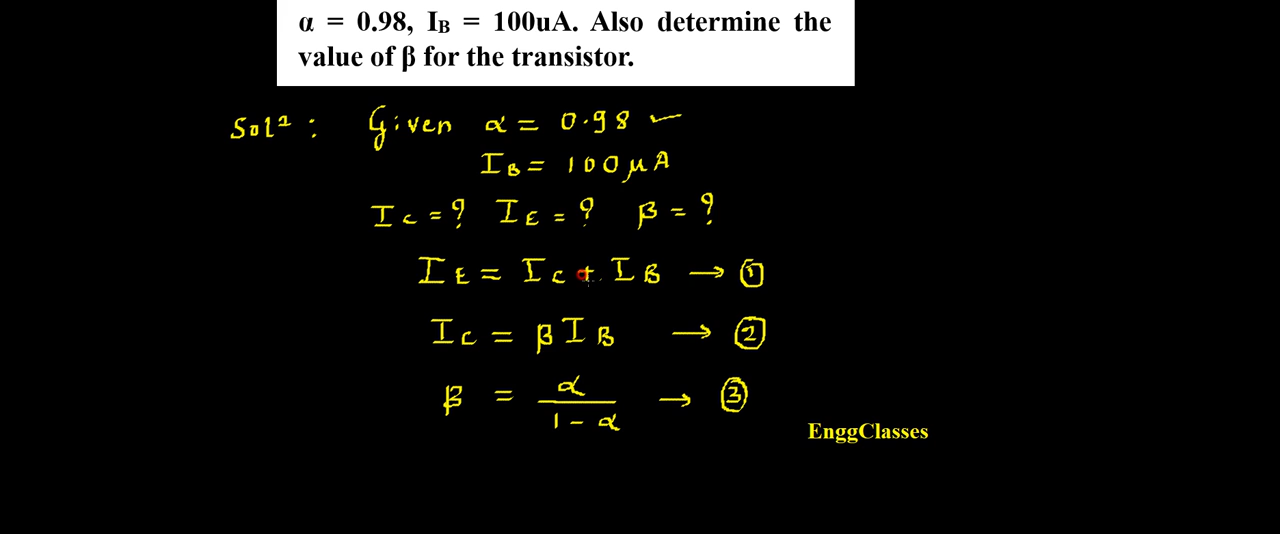 α = 0.98, IB = 100uA. Also determine the
value of β for the transistor.
Solⁿ : Given α = 0.98
IB = 100 μA
IC = ? IE = ? β = ?
IE = IC + IB → ①
IC = β IB → ②
β = α / 1 - α → ③
EnggClasses